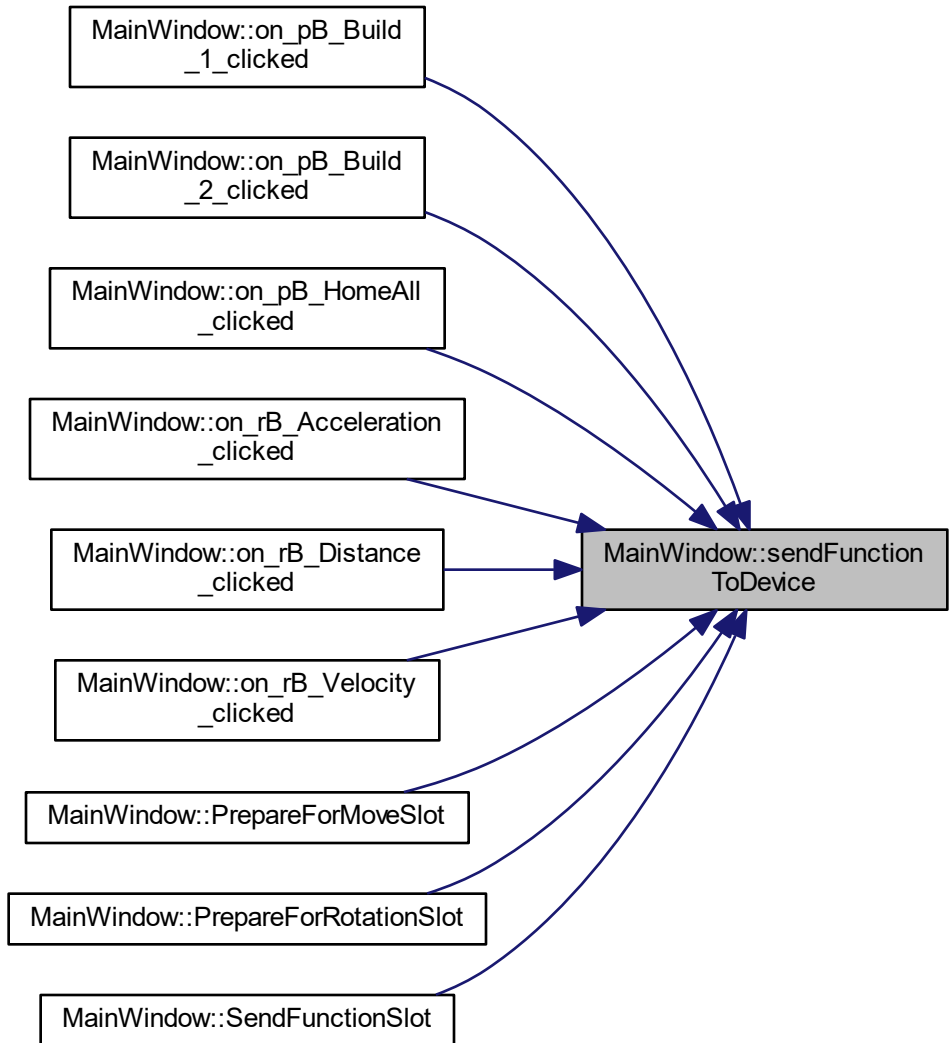 MainWindow::on_pB_Build
_1_clicked
MainWindow::on_pB_Build
_2_clicked
MainWindow::on_pB_HomeAll
_clicked
MainWindow::on_rB_Acceleration
_clicked
MainWindow::on_rB_Distance
_clicked
MainWindow::sendFunction
ToDevice
MainWindow::on_rB_Velocity
_clicked
MainWindow::PrepareForMoveSlot
MainWindow::PrepareForRotationSlot
MainWindow::SendFunctionSlot